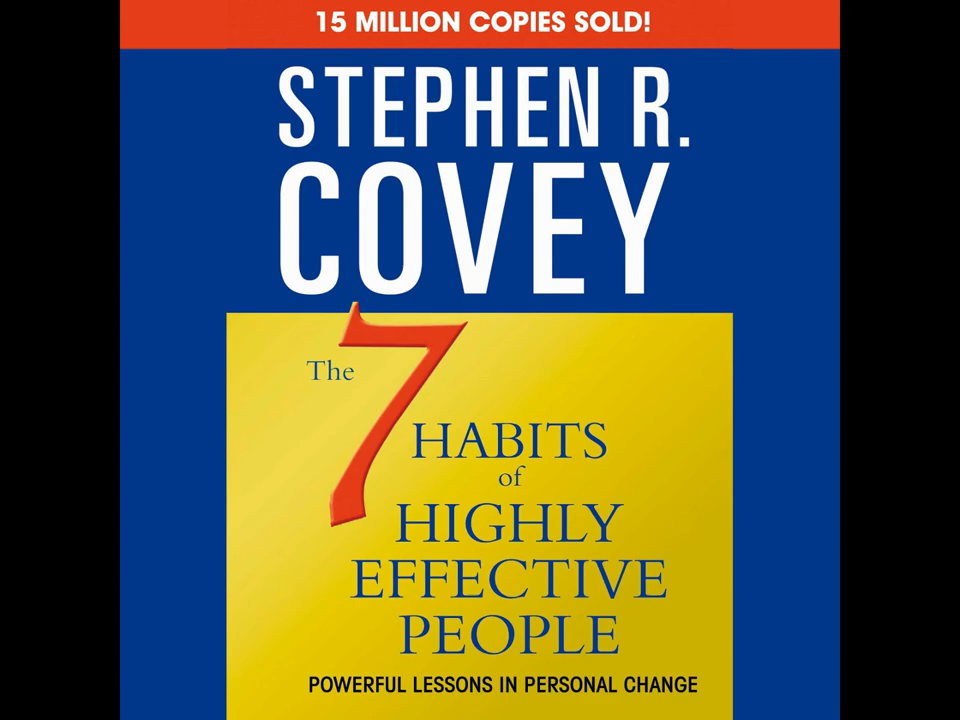 15 MILLION COPIES SOLD!
STEPHEN R.
COVEY
The 7
HABITS
of
HIGHLY
EFFECTIVE
PEOPLE
POWERFUL LESSONS IN PERSONAL CHANGE